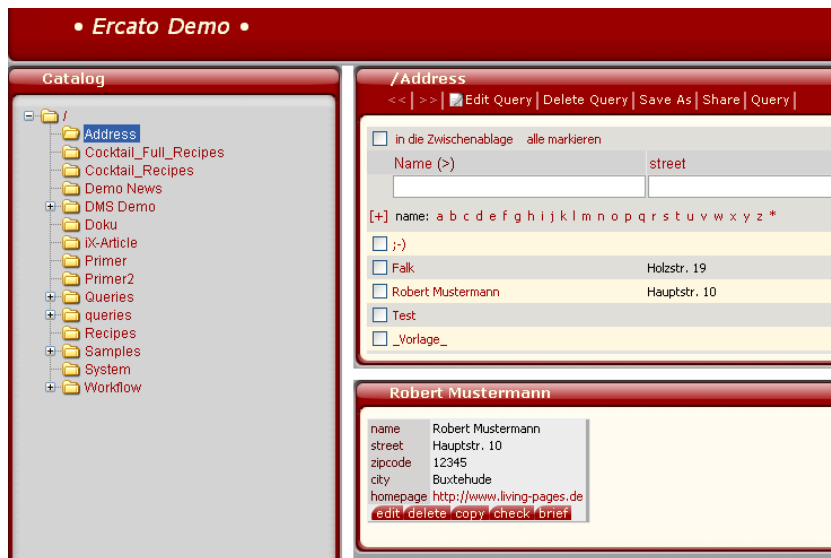 • Ercato Demo •
Catalog
/
Address
Cocktail_Full_Recipes
Cocktail_Recipes
Demo News
DMS Demo
Doku
iX-Article
Primer
Primer2
Queries
queries
Recipes
Samples
System
Workflow
/Address
<< | >> | Edit Query | Delete Query | Save As | Share | Query |
in die Zwischenablage alle markieren
Name (>) street
[+] name: a b c d e f g h i j k l m n o p q r s t u v w x y z *
;-)
Falk Holzstr. 19
Robert Mustermann Hauptstr. 10
Test
_Vorlage_
Robert Mustermann
name Robert Mustermann
street Hauptstr. 10
zipcode 12345
city Buxtehude
homepage http://www.living-pages.de
edit delete copy check brief